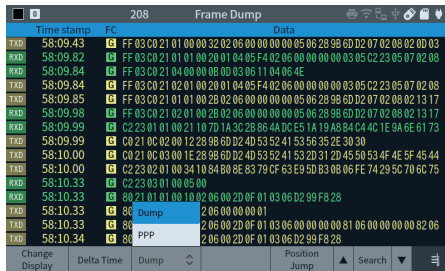 0 208 Frame Dump
Time stamp FC Data
TXD 58:09.43 G FF 03 C0 21 01 00 00 32 02 06 00 00 00 00 05 06 28 9B 6D D2 07 02 08 02 0D 03
RXD 58:09.82 G FF 03 C0 21 01 01 00 20 01 04 05 F4 02 06 00 00 00 00 03 05 C2 23 05 07 02 08
RXD 58:09.84 G FF 03 C0 21 04 00 00 0B 0D 03 06 11 04 06 4E
TXD 58:09.84 G FF 03 C0 21 02 01 00 20 01 04 05 F4 02 06 00 00 00 00 03 05 C2 23 05 07 02 08
TXD 58:09.85 G FF 03 C0 21 01 01 00 2B 02 06 00 00 00 00 05 06 28 9B 6D D2 07 02 08 02 13 17
RXD 58:09.98 G FF 03 C0 21 02 01 00 2B 02 06 00 00 00 00 05 06 28 9B 6D D2 07 02 08 02 13 17
RXD 58:09.99 G C2 23 01 01 00 21 10 7D 1A 3C 2B 86 4A DC E5 1A 19 A8 B4 C4 4C 1E 9A 6E 61 73
TXD 58:09.99 G C0 21 0C 02 00 12 28 9B 6D D2 4D 53 52 41 53 56 35 2E 30 30
TXD 58:10.00 G C0 21 0C 03 00 1E 28 9B 6D D2 4D 53 52 41 53 2D 31 2D 45 50 53 4F 4E 5F 45 44
TXD 58:10.00 G C2 23 02 01 00 34 10 84 B0 8E 83 79 CF 63 E9 5D B3 0B 06 FE 74 29 5C 70 6C 75
RXD 58:10.33 G C2 23 03 01 00 05 00
RXD 58:10.33 G 80 21 01 01 00 10 02 06 00 2D 0F 01 03 06 D2 99 F8 28
TXD 58:10.33 G 80 2 06 00 00 00 01
TXD 58:10.33 G 80 2 06 00 2D 0F 01 03 06 00 00 00 00 81 06 00 00 00 00 82 06
TXD 58:10.34 G 80 2 06 00 2D 0F 01 03 06 D2 99 F8 28
Dump
PPP
Change Display Delta Time Dump Position Jump ▲ Search ▼